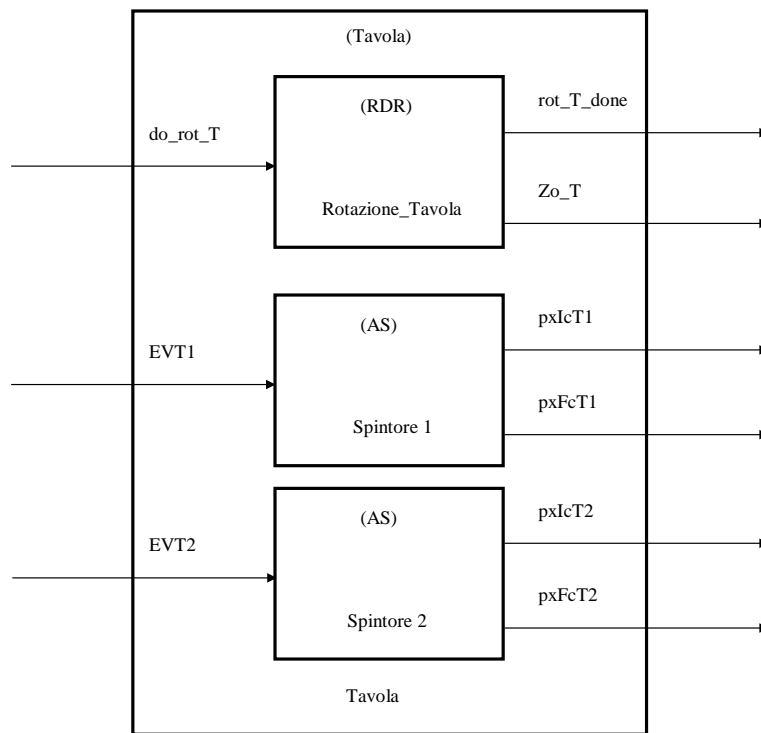 (Tavola)
(RDR)
rot_T_done
do_rot_T
Zo_T
Rotazione_Tavola
(AS)
pxIcT1
EVT1
pxFcT1
Spintore 1
(AS)
pxIcT2
EVT2
pxFcT2
Spintore 2
Tavola